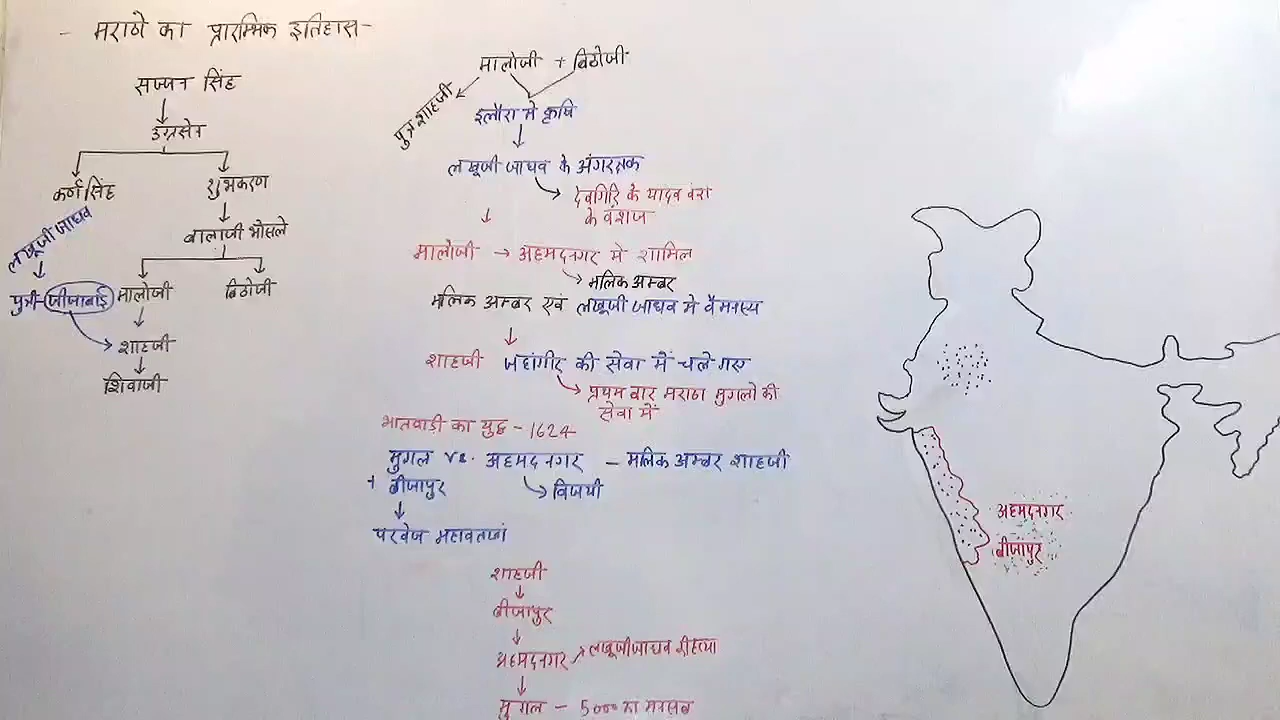 - मराठो का प्रारम्भिक इतिहास -
सज्जन सिंह
उग्रसेन
कर्ण सिंह
शुभकरण
लखूजी जाधव
बालाजी भोसले
पुत्री - जीजाबाई
मालोजी
विठोजी
शाहजी
शिवाजी
मालोजी + विठोजी
पुत्र शाहजी
इलौरा मे कृषि
लखूजी जाधव के अंगरक्षक
देवगिरि के यादव वंश
के वंशज
मालोजी → अहमदनगर में शामिल
मलिक अम्बर
मलिक अम्बर एवं लखूजी जाधव मे वैमनस्य
शाहजी जहांगीर की सेवा में चले गए
प्रथम बार मराठा मुगलो की
सेवा में
भातवाडी का युद्ध - 1624
मुगल vs. अहमदनगर - मलिक अम्बर शाहजी
+ बीजापुर
विजयी
परवेज महावतखां
शाहजी
बीजापुर
अहमदनगर
लखूजी जाधव की हत्या
मुगल - 5000 का मनसब
अहमदनगर
बीजापुर